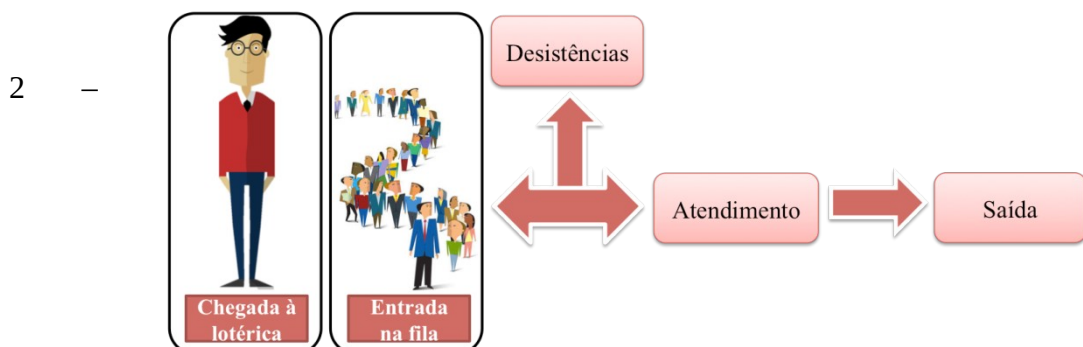 2 –
Chegada à
lotérica
Entrada
na fila
Desistências
Atendimento
Saída